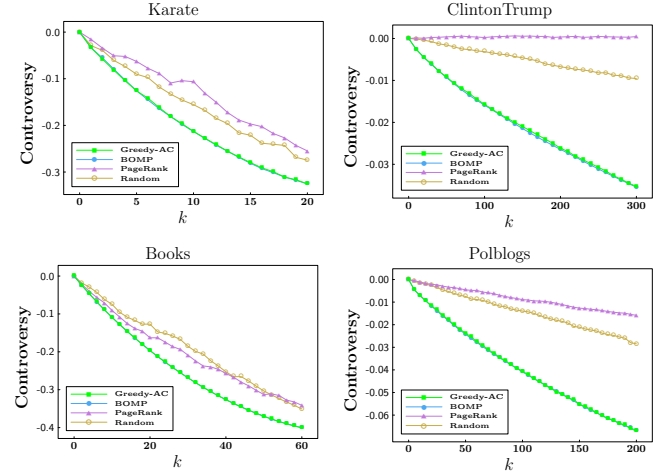 Karate
Controversy
0.0
-0.1
-0.2
-0.3
Greedy-AC
BOMP
PageRank
Random
0 5 10 15 20
k
ClintonTrump
Controversy
0.00
-0.01
-0.02
-0.03
Greedy-AC
BOMP
PageRank
Random
0 100 200 300
k
Books
Controversy
0.0
-0.1
-0.2
-0.3
-0.4
Greedy-AC
BOMP
PageRank
Random
0 20 40 60
k
Polblogs
Controversy
0.00
-0.01
-0.02
-0.03
-0.04
-0.05
-0.06
Greedy-AC
BOMP
PageRank
Random
0 50 100 150 200
k